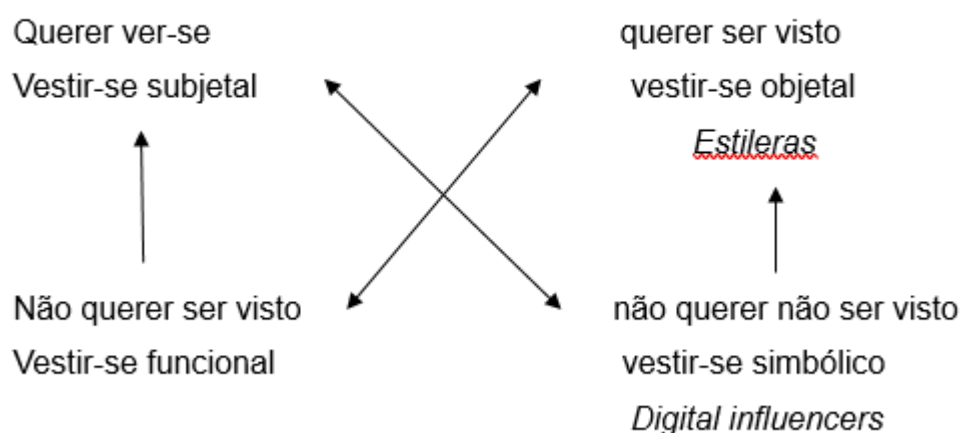 Querer ver-se
querer ser visto
Vestir-se subjetal
vestir-se objetal
Estileras
Não querer ser visto
não querer não ser visto
Vestir-se funcional
vestir-se simbólico
Digital influencers